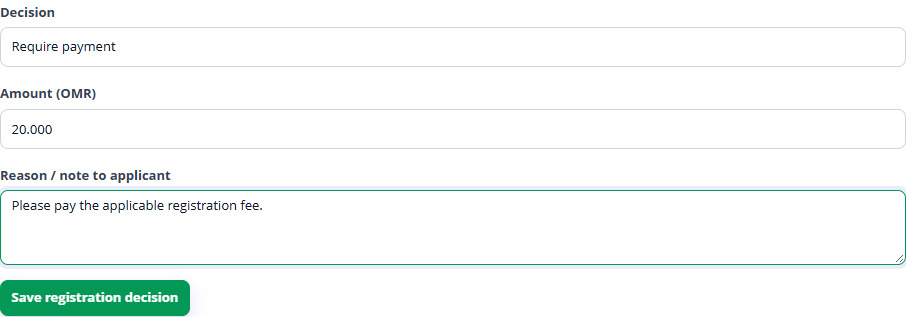 Decision
Require payment
Amount (OMR)
20.000
Reason / note to applicant
Please pay the applicable registration fee.
Save registration decision